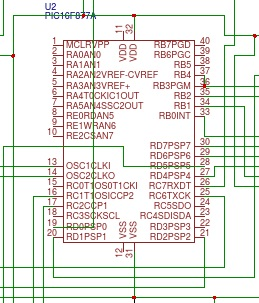 U2
PIC16F877A
11 32
VDD VDD
1 MCLRVPP RB7PGD 40
2 RA0AN0 RB6PGC 39
3 RA1AN1 RB5 38
4 RA2AN2VREF-CVREF RB4 37
5 RA3AN3VREF+ RB3PGM 36
6 RA4T0CKIC1OUT RB2 35
7 RA5AN4SSC2OUT RB1 34
8 RE0RDAN5 RB0INT 33
9 RE1WRAN6
10 RE2CSAN7
RD7PSP7 30
RD6PSP6 29
13 OSC1CLKI RD5PSP5 28
14 OSC2CLKO RD4PSP4 27
15 RC0T1OS0T1CKI RC7RXDT 26
16 RC1T1OSICCP2 RC6TXCK 25
17 RC2CCP1 RC5SDO 24
18 RC3SCKSCL RC4SDISDA 23
19 RD0PSP0 RD3PSP3 22
20 RD1PSP1 RD2PSP2 21
VSS VSS
12 31